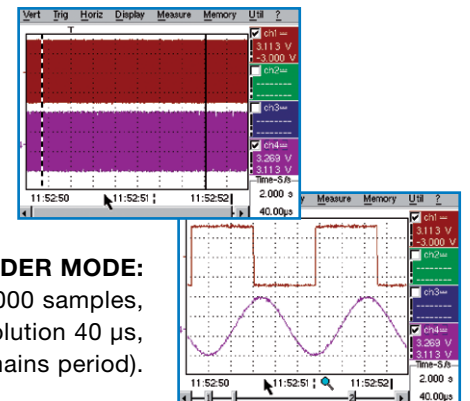 Vert Trig Horiz Display Measure Memory Util ?
T
ch1
3.113 V
-3.000 V
ch2
--------
--------
ch3
--------
--------
ch4
3.269 V
3.113 V
Time-S/s
2.000 s
40.00µs
11:52:50 11:52:51 11:52:52
Measure Memory Util ?
ch1
3.113 V
-3.000 V
ch2
--------
--------
ch3
--------
--------
ch4
3.269 V
3.113 V
Time-S/s
2.000 s
40.00µs
11:52:50 11:52:51 11:52:52
DER MODE:
000 samples,
olution 40 µs,
nains period).